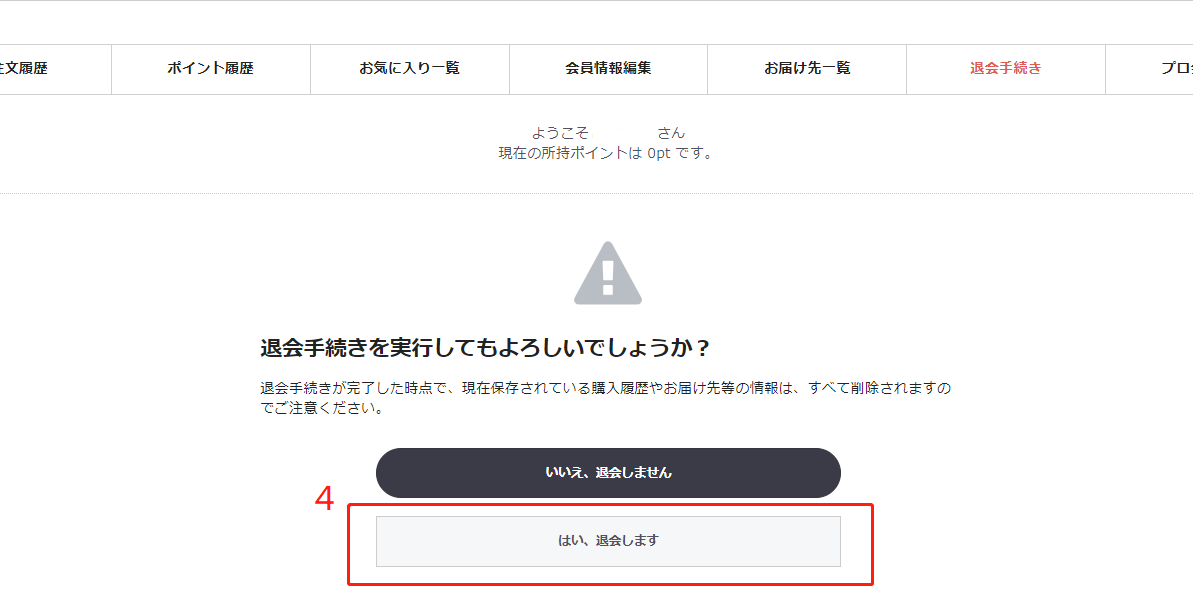 文履歴
ポイント履歴
お気に入り一覧
会員情報編集
お届け先一覧
退会手続き
プロ
ようこそ さん
現在の所持ポイントは 0pt です。
退会手続きを実行してもよろしいでしょうか？
退会手続きが完了した時点で、現在保存されている購入履歴やお届け先等の情報は、すべて削除されますの
でご注意ください。
いいえ、退会しません
4
はい、退会します